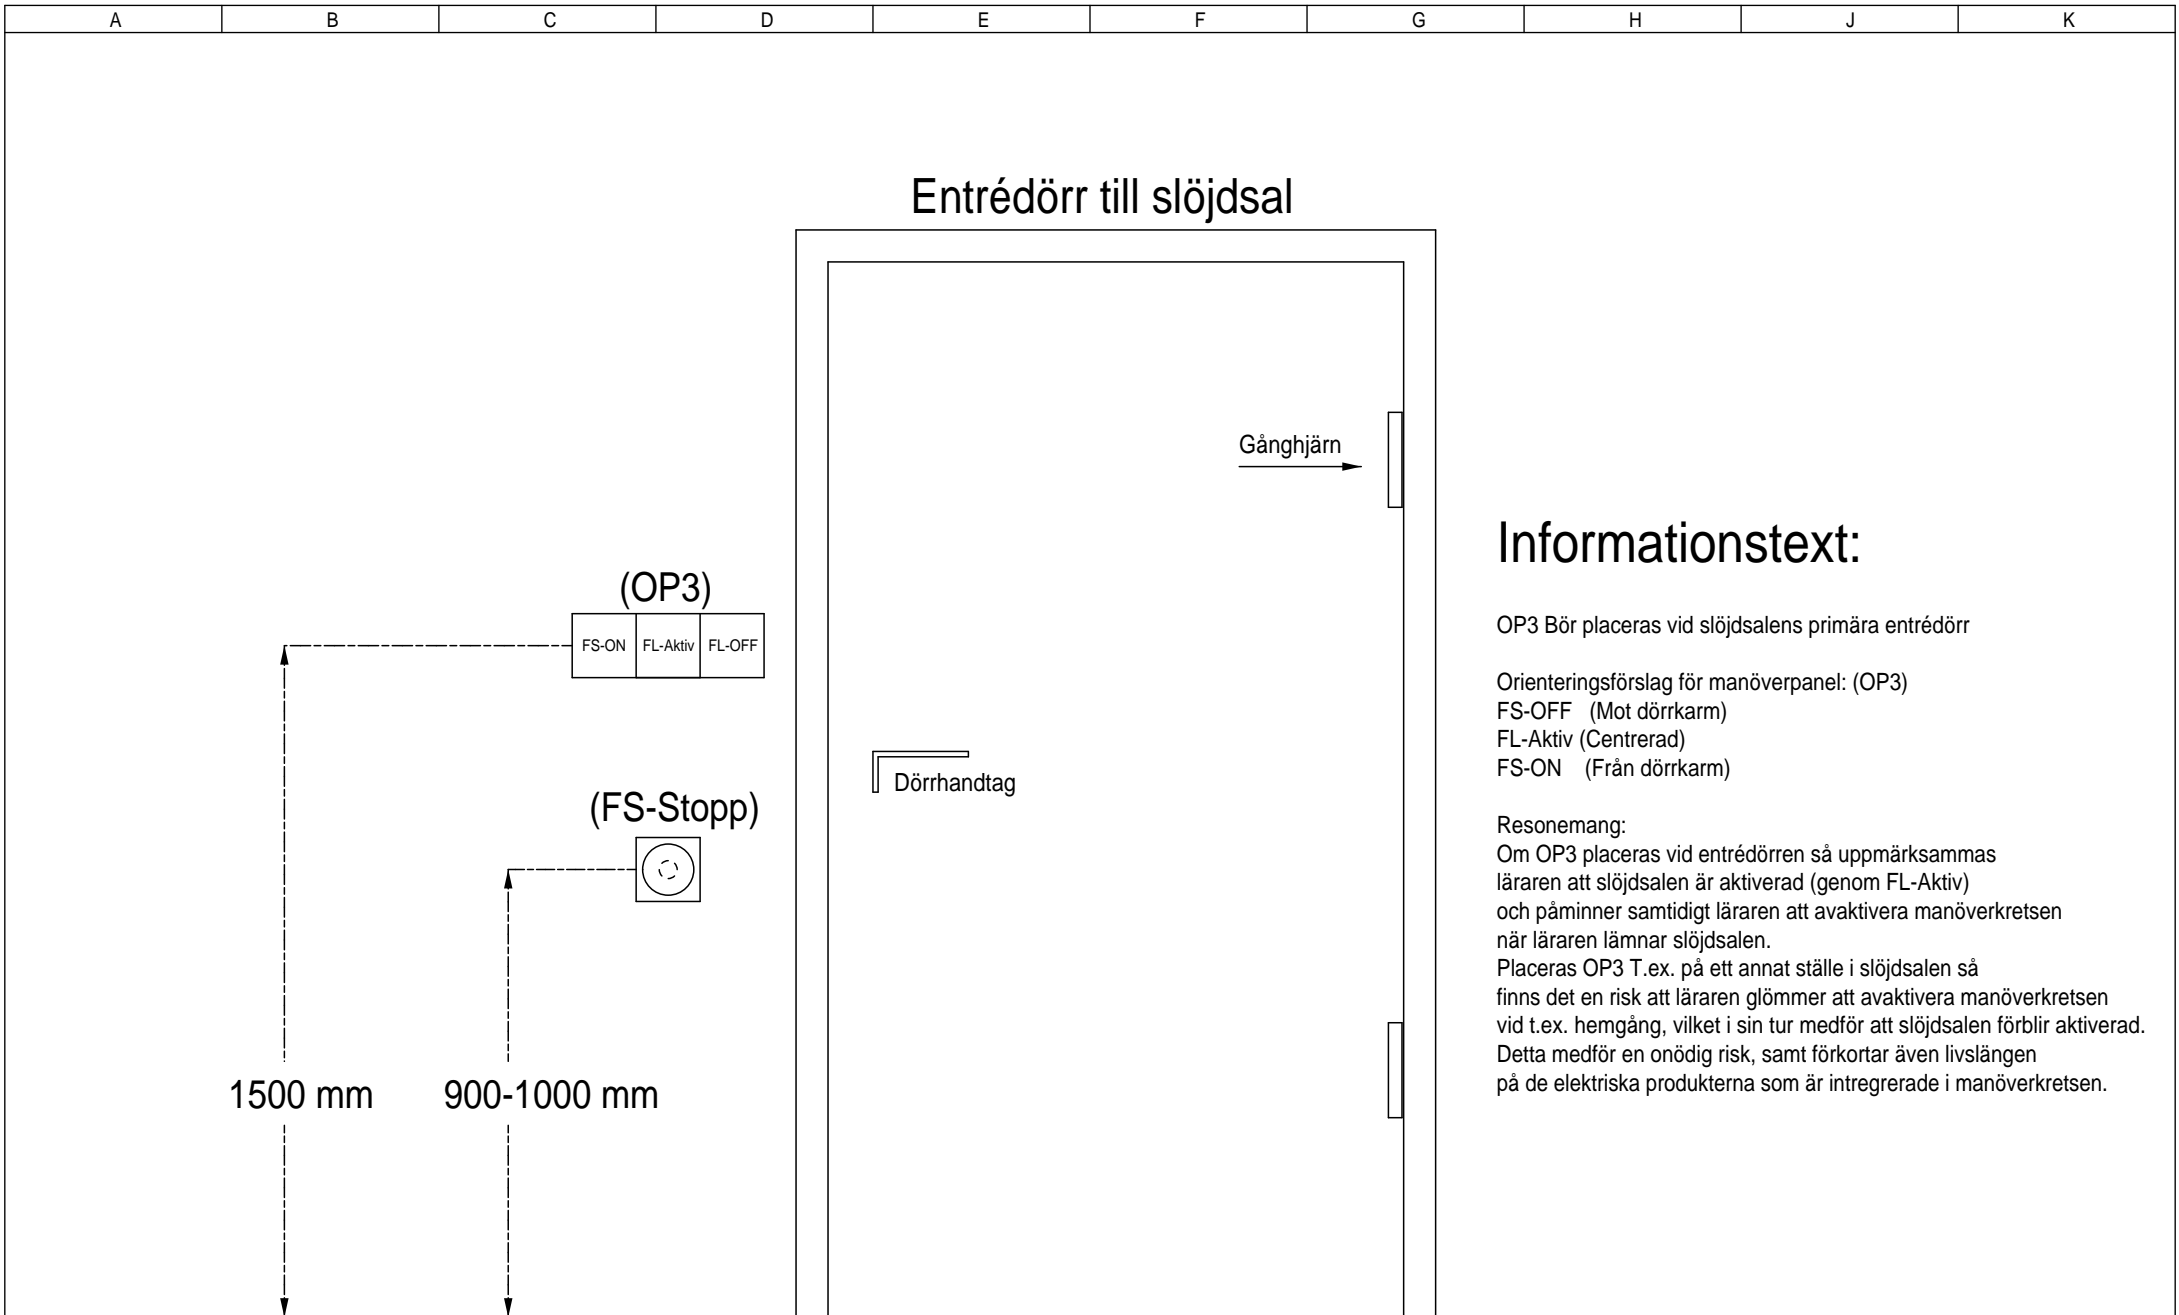 A B C D E F G H J K
Entrédörr till slöjdsal
Gånghjärn
(OP3)
FS-ON FL-Aktiv FL-OFF
Dörrhandtag
(FS-Stopp)
1500 mm 900-1000 mm
Informationstext:
OP3 Bör placeras vid slöjdsalens primära entrédörr
Orienteringsförslag för manöverpanel: (OP3)
FS-OFF (Mot dörrkarm)
FL-Aktiv (Centrerad)
FS-ON (Från dörrkarm)
Resonemang:
Om OP3 placeras vid entrédörren så uppmärksammas
läraren att slöjdsalen är aktiverad (genom FL-Aktiv)
och påminner samtidigt läraren att avaktivera manöverkretsen
när läraren lämnar slöjdsalen.
Placeras OP3 T.ex. på ett annat ställe i slöjdsalen så
finns det en risk att läraren glömmer att avaktivera manöverkretsen
vid t.ex. hemgång, vilket i sin tur medför att slöjdsalen förblir aktiverad.
Detta medför en onödig risk, samt förkortar även livslängen
på de elektriska produkterna som är intregrerade i manöverkretsen.